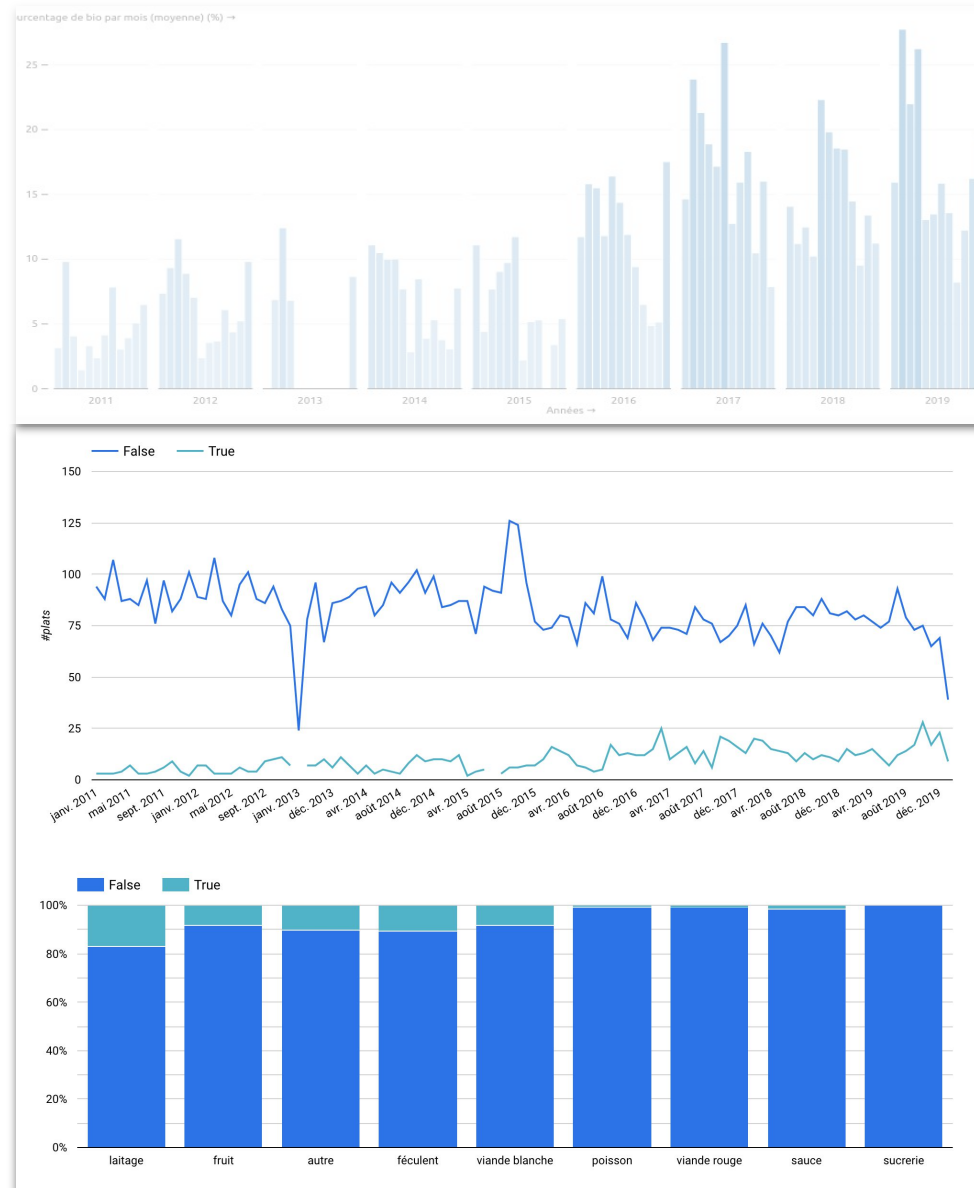 urcentage de bio par mois (moyenne) (%) →
25
20
15
10
5
0
2011 2012 2013 2014 2015 2016 2017 2018 2019
Années →
False True
150
125
100
75
50
25
0
#plats
janv. 2011 mai 2011 sept. 2011 janv. 2012 mai 2012 sept. 2012 janv. 2013 déc. 2013 avr. 2014 août 2014 déc. 2014 avr. 2015 août 2015 déc. 2015 avr. 2016 août 2016 déc. 2016 avr. 2017 août 2017 déc. 2017 avr. 2018 août 2018 déc. 2018 avr. 2019 août 2019 déc. 2019
False True
100%
80%
60%
40%
20%
0%
laitage fruit autre féculent viande blanche poisson viande rouge sauce sucrerie